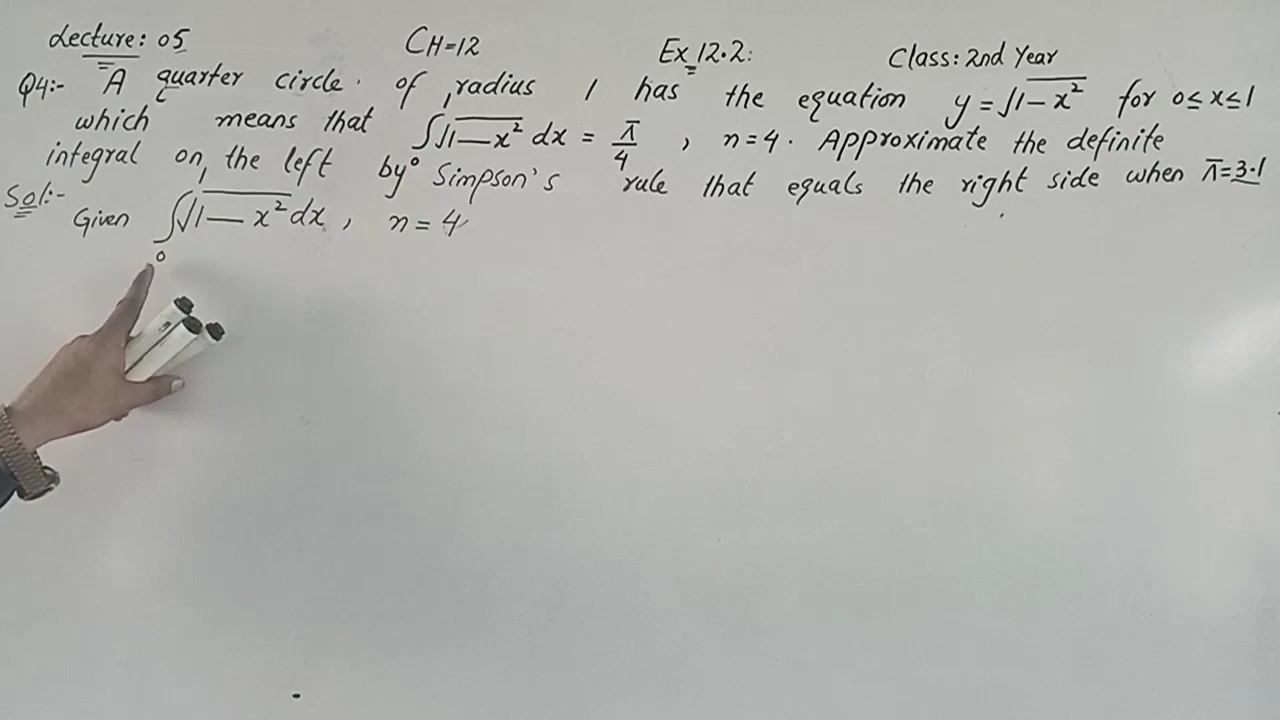 Lecture: 05 CH=12 Ex 12.2: Class: 2nd Year
Q4:- A quarter circle of radius 1 has the equation y = √1-x² for 0≤x≤1
which means that ∫₀¹ √1-x² dx = π/4 , n=4. Approximate the definite
integral on the left by Simpson's rule that equals the right side when π=3.1
Sol:-
Given ∫₀¹ √1-x² dx , n=4